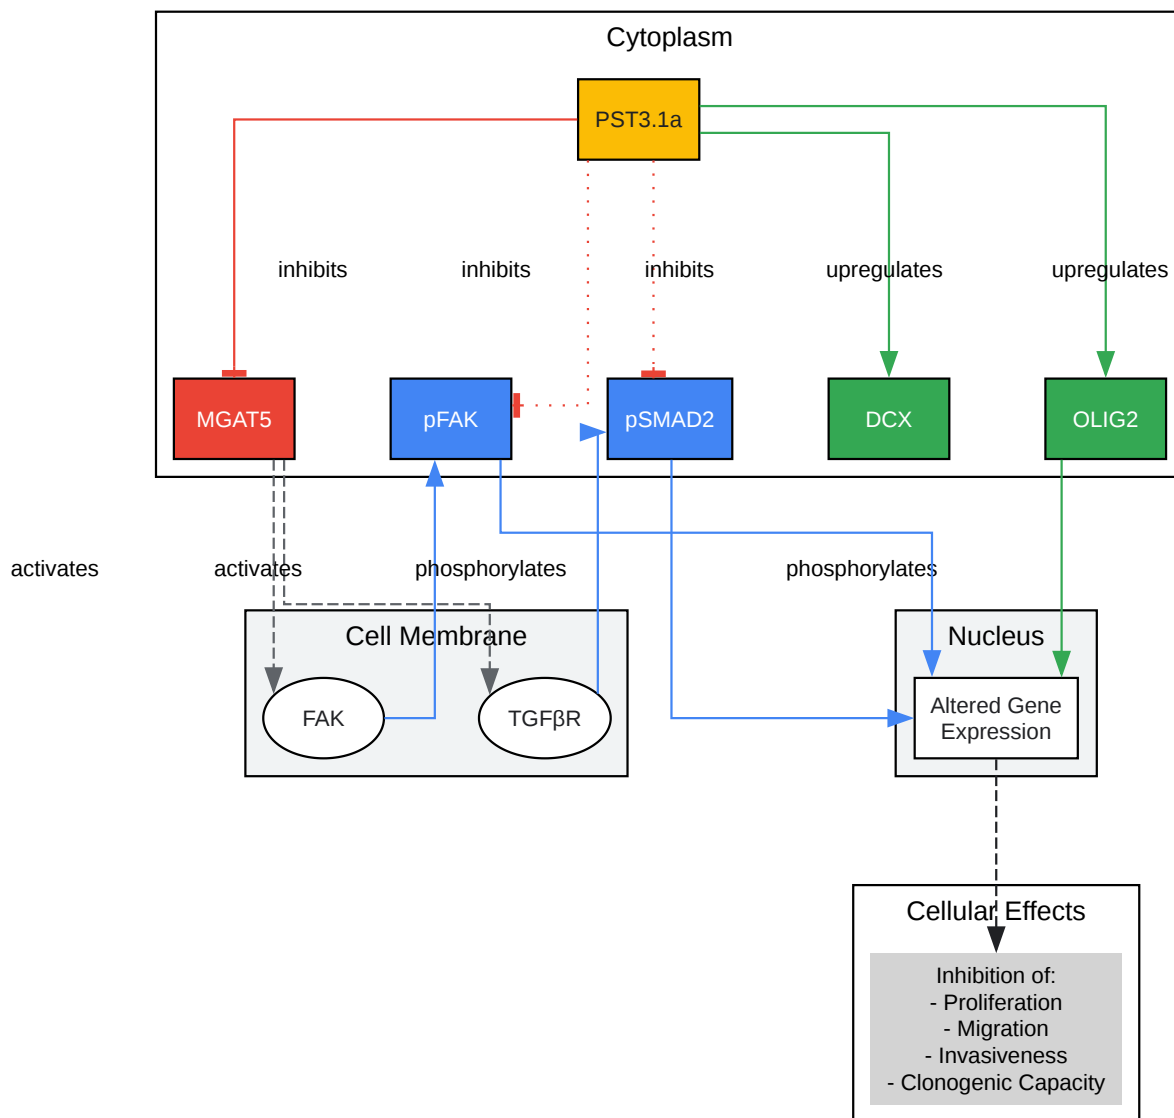 Cytoplasm
PST3.1a
inhibits
inhibits
inhibits
upregulates
upregulates
MGAT5
pFAK
pSMAD2
DCX
OLIG2
activates
activates
phosphorylates
phosphorylates
Cell Membrane
Nucleus
FAK
TGFβR
Altered Gene
Expression
Cellular Effects
Inhibition of:
- Proliferation
- Migration
- Invasiveness
- Clonogenic Capacity